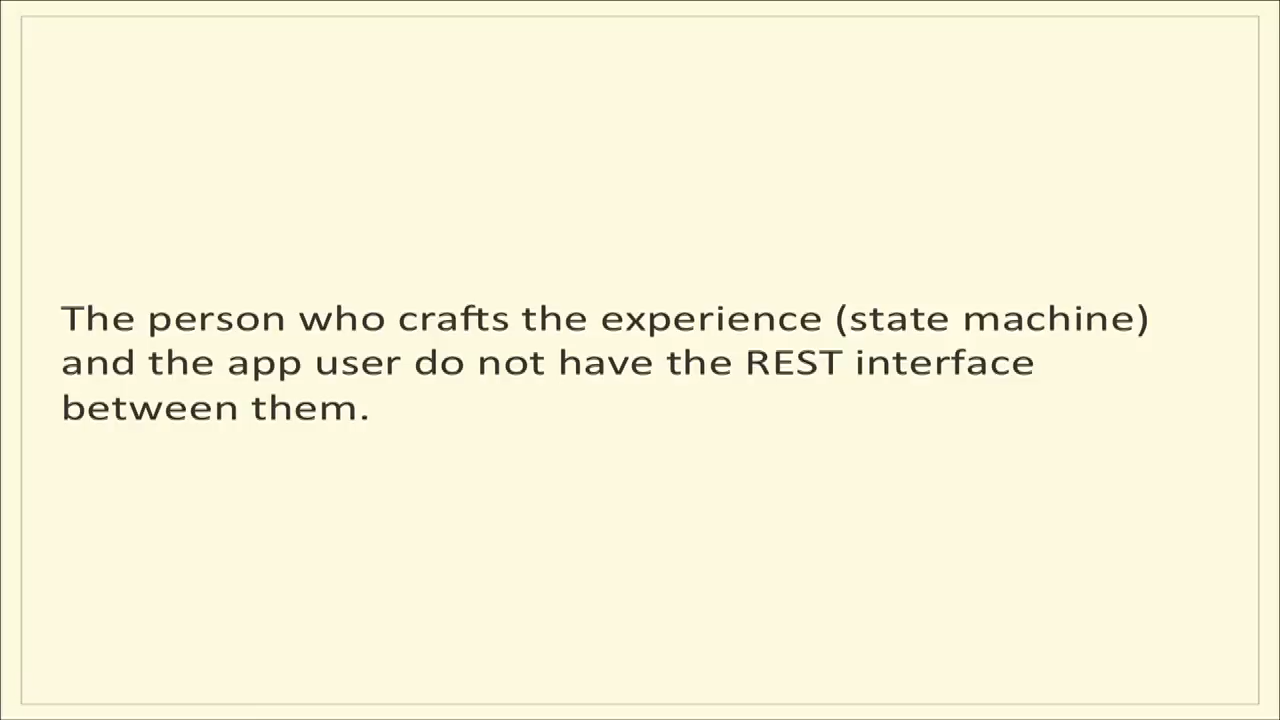 The person who crafts the experience (state machine)
and the app user do not have the REST interface
between them.